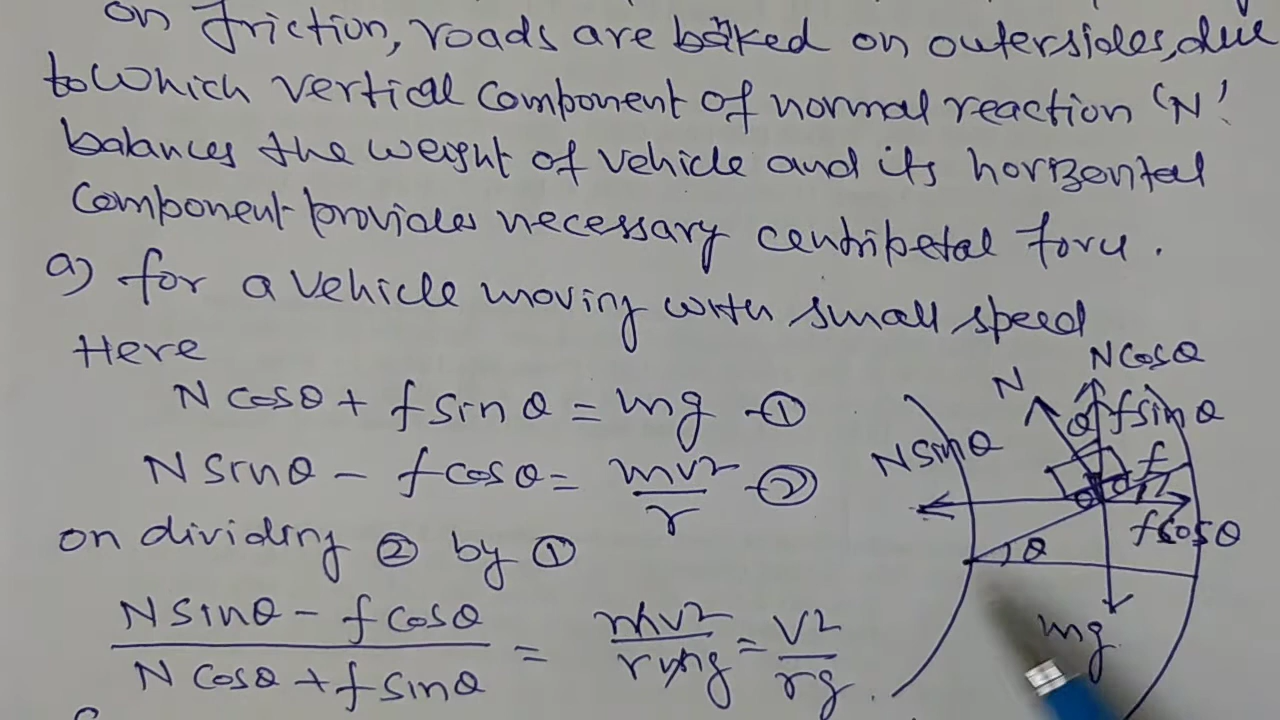 on friction, roads are banked on outersides, due
to which vertical component of normal reaction 'N'
balances the weight of vehicle and its horizontal
component provides necessary centripetal force.
a) for a vehicle moving with small speed
Here
N cosθ + f sinθ = mg -①
N sinθ - f cosθ = mv²/r -②
on dividing ② by ①
(N sinθ - f cosθ)/(N cosθ + f sinθ) = mv²/(r mg) = v²/(rg).
N cosθ
N
θ
f sinθ
N sinθ
f
f cosθ
θ
mg